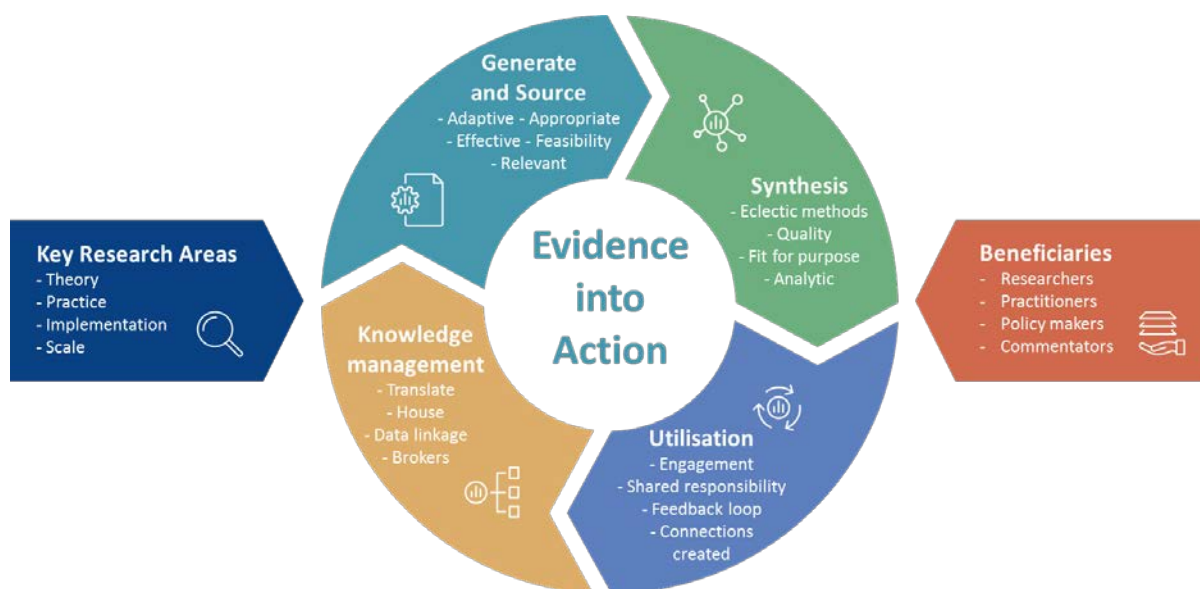 Generate
and Source
- Adaptive - Appropriate
- Effective - Feasibility
- Relevant
Synthesis
- Eclectic methods
- Quality
- Fit for purpose
- Analytic
Key Research Areas
- Theory
- Practice
- Implementation
- Scale
Evidence
into
Action
Beneficiaries
- Researchers
- Practitioners
- Policy makers
- Commentators
Knowledge
management
- Translate
- House
- Data linkage
- Brokers
Utilisation
- Engagement
- Shared responsibility
- Feedback loop
- Connections
created